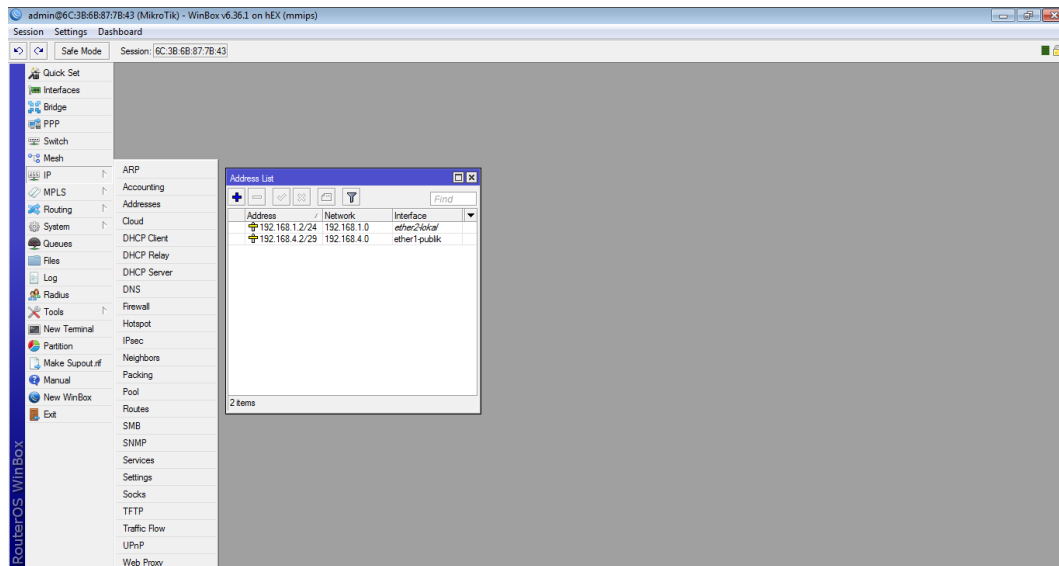 admin@6C:3B:6B:87:7B:43 (MikroTik) - WinBox v6.36.1 on hEX (mmips)
Session Settings Dashboard
Safe Mode Session: 6C:3B:6B:87:7B:43
Quick Set
Interfaces
Bridge
PPP
Switch
Mesh
IP
MPLS
Routing
System
Queues
Files
Log
Radius
Tools
New Terminal
Partition
Make Supout.rif
Manual
New WinBox
Exit
RouterOS WinBox
ARP
Accounting
Addresses
Cloud
DHCP Client
DHCP Relay
DHCP Server
DNS
Firewall
Hotspot
IPsec
Neighbors
Packing
Pool
Routes
SMB
SNMP
Services
Settings
Socks
TFTP
Traffic Flow
UPnP
Web Proxy
Address List
Find
Address Network Interface
192.168.1.2/24 192.168.1.0 ether2-lokal
192.168.4.2/29 192.168.4.0 ether1-publik
2 items